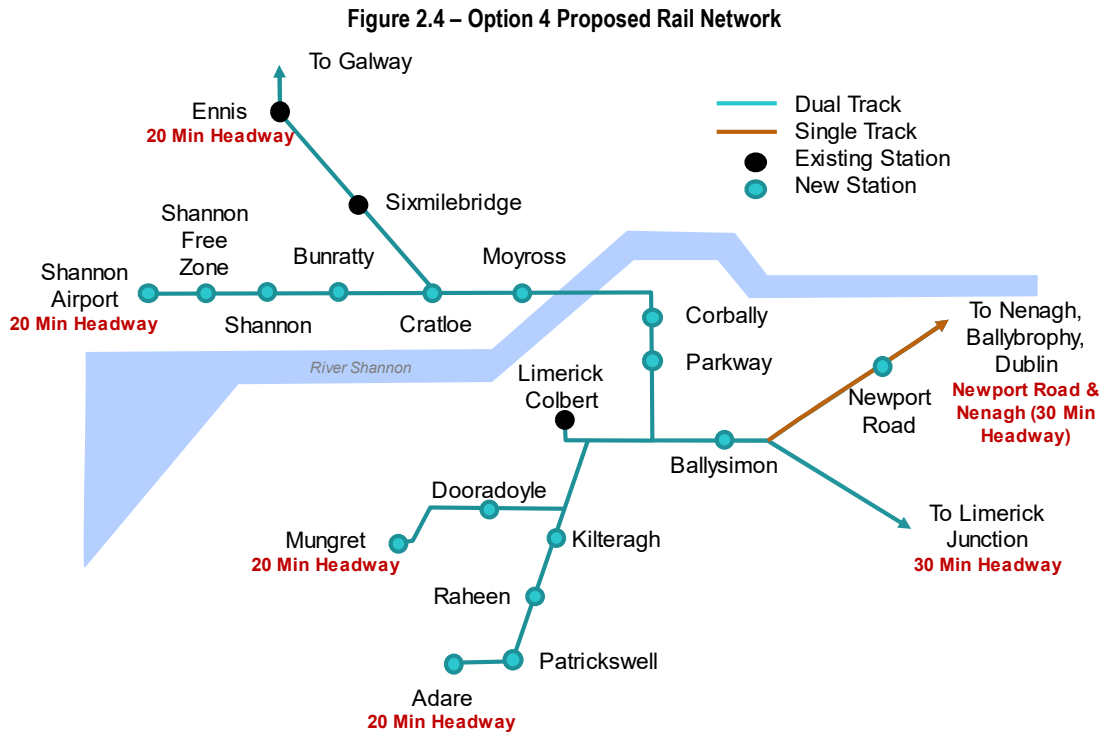 Figure 2.4 – Option 4 Proposed Rail Network
To Galway
Ennis
20 Min Headway
Dual Track
Single Track
Existing Station
New Station
Sixmilebridge
Shannon
Free
Zone
Bunratty
Moyross
Shannon
Airport
20 Min Headway
Shannon
Cratloe
Corbally
Parkway
River Shannon
Limerick
Colbert
To Nenagh,
Ballybrophy,
Dublin
Newport Road &
Nenagh (30 Min
Headway)
Newport
Road
Ballysimon
Dooradoyle
Mungret
20 Min Headway
Kilteragh
To Limerick
Junction
30 Min Headway
Raheen
Patrickswell
Adare
20 Min Headway